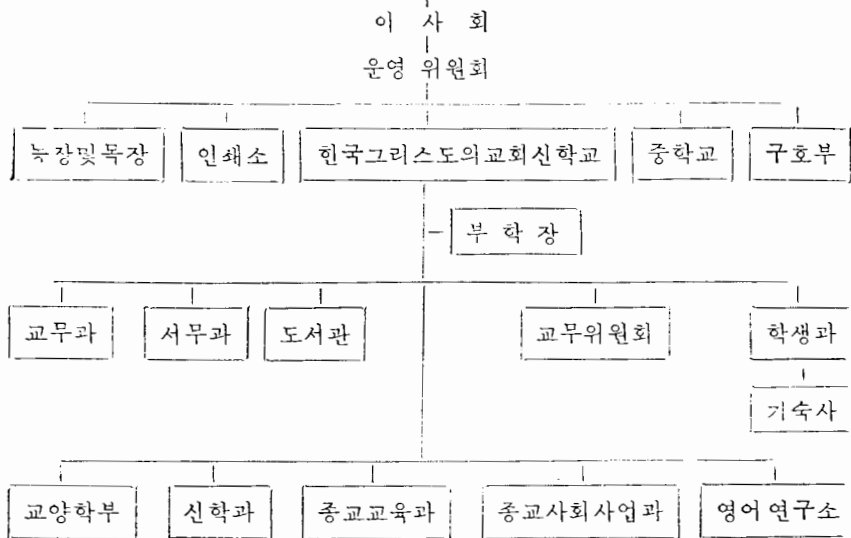 이 사 회
운영 위원회
농장및목장 인쇄소 한국그리스도의교회신학교 중학교 구호부
부 학 장
교무과 서무과 도서관 교무위원회 학생과
기숙사
교양학부 신학과 종교교육과 종교사회사업과 영어연구소